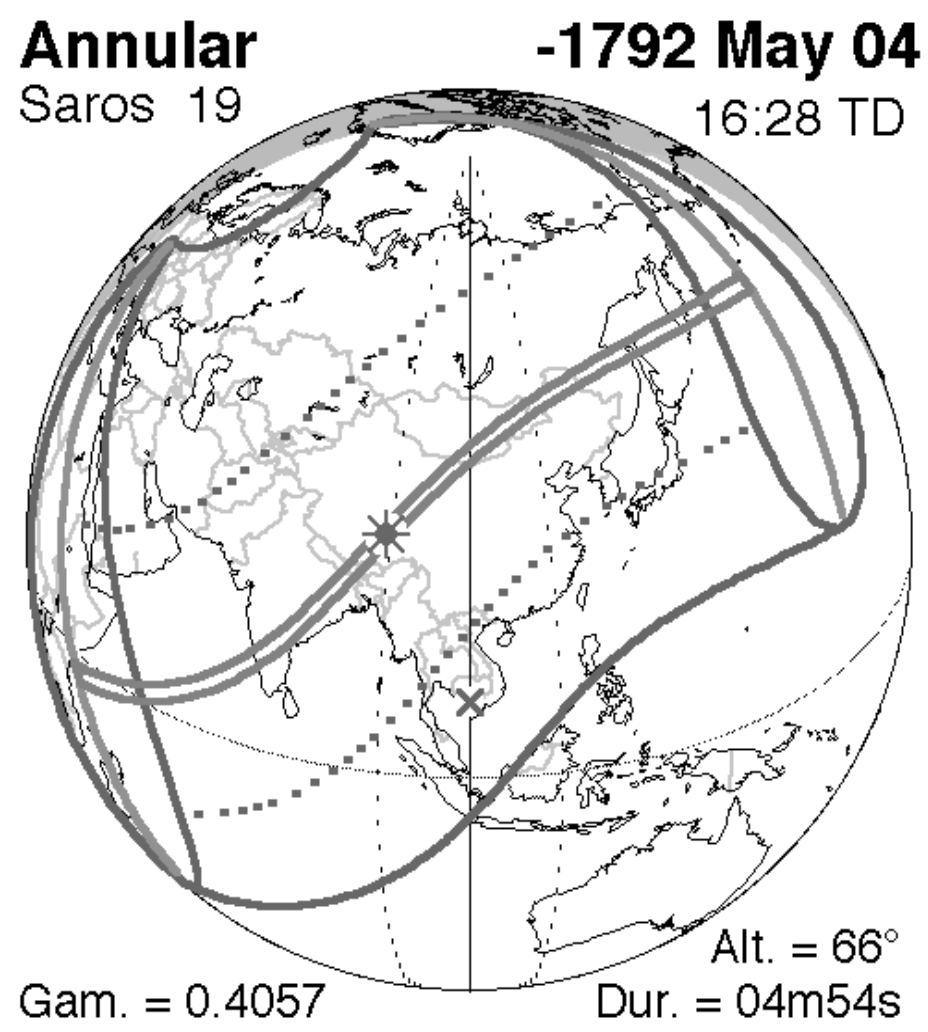 Annular -1792 May 04
Saros 19 16:28 TD
Alt. = 66°
Gam. = 0.4057 Dur. = 04m54s